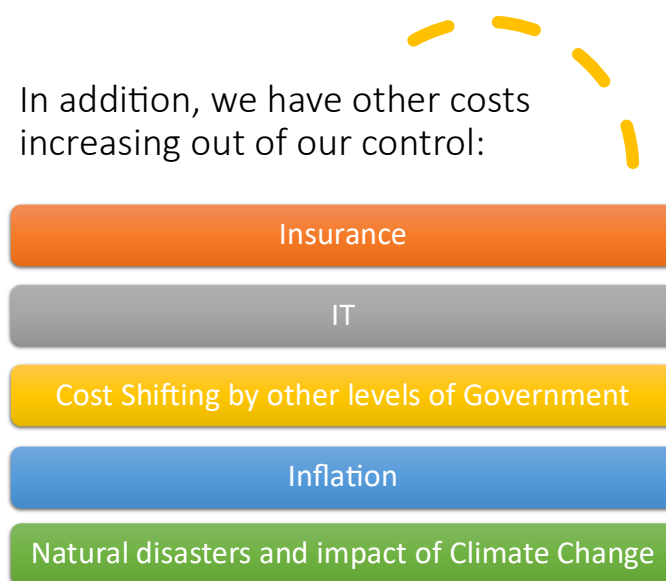 In addition, we have other costs
increasing out of our control:
Insurance
IT
Cost Shifting by other levels of Government
Inflation
Natural disasters and impact of Climate Change